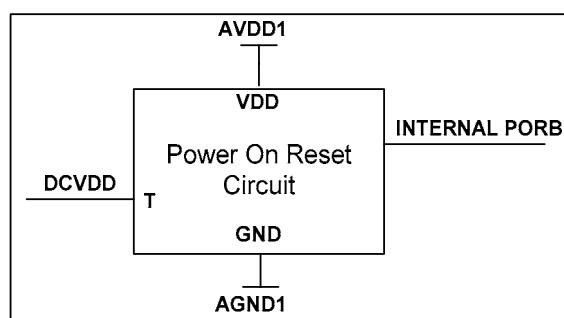 AVDD1
VDD
INTERNAL PORB
Power On Reset
Circuit
DCVDD
T
GND
AGND1